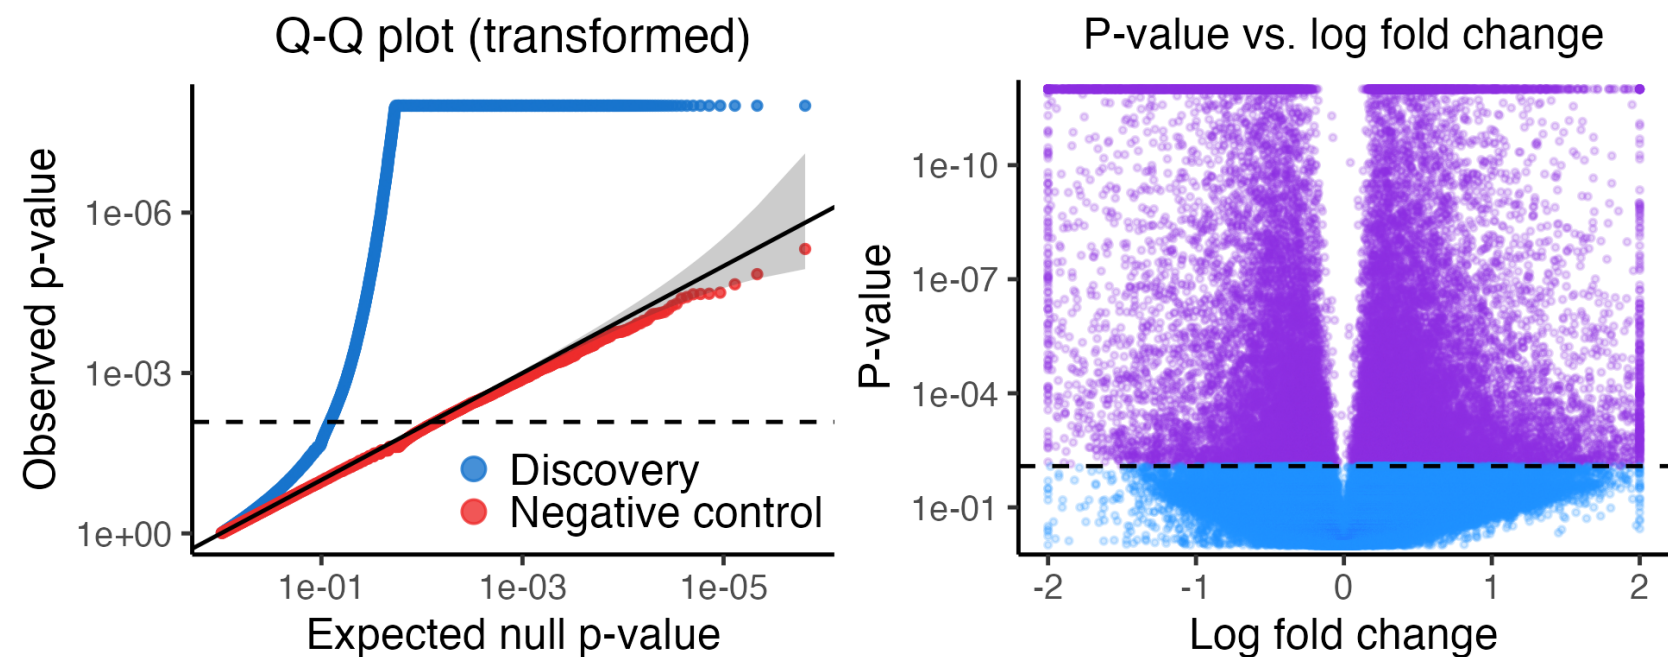 Q-Q plot (transformed)
Observed p-value
1e-06
1e-03
1e+00
Discovery
Negative control
1e-01
1e-03
1e-05
Expected null p-value
P-value vs. log fold change
P-value
1e-10
1e-07
1e-04
1e-01
-2
-1
0
1
2
Log fold change